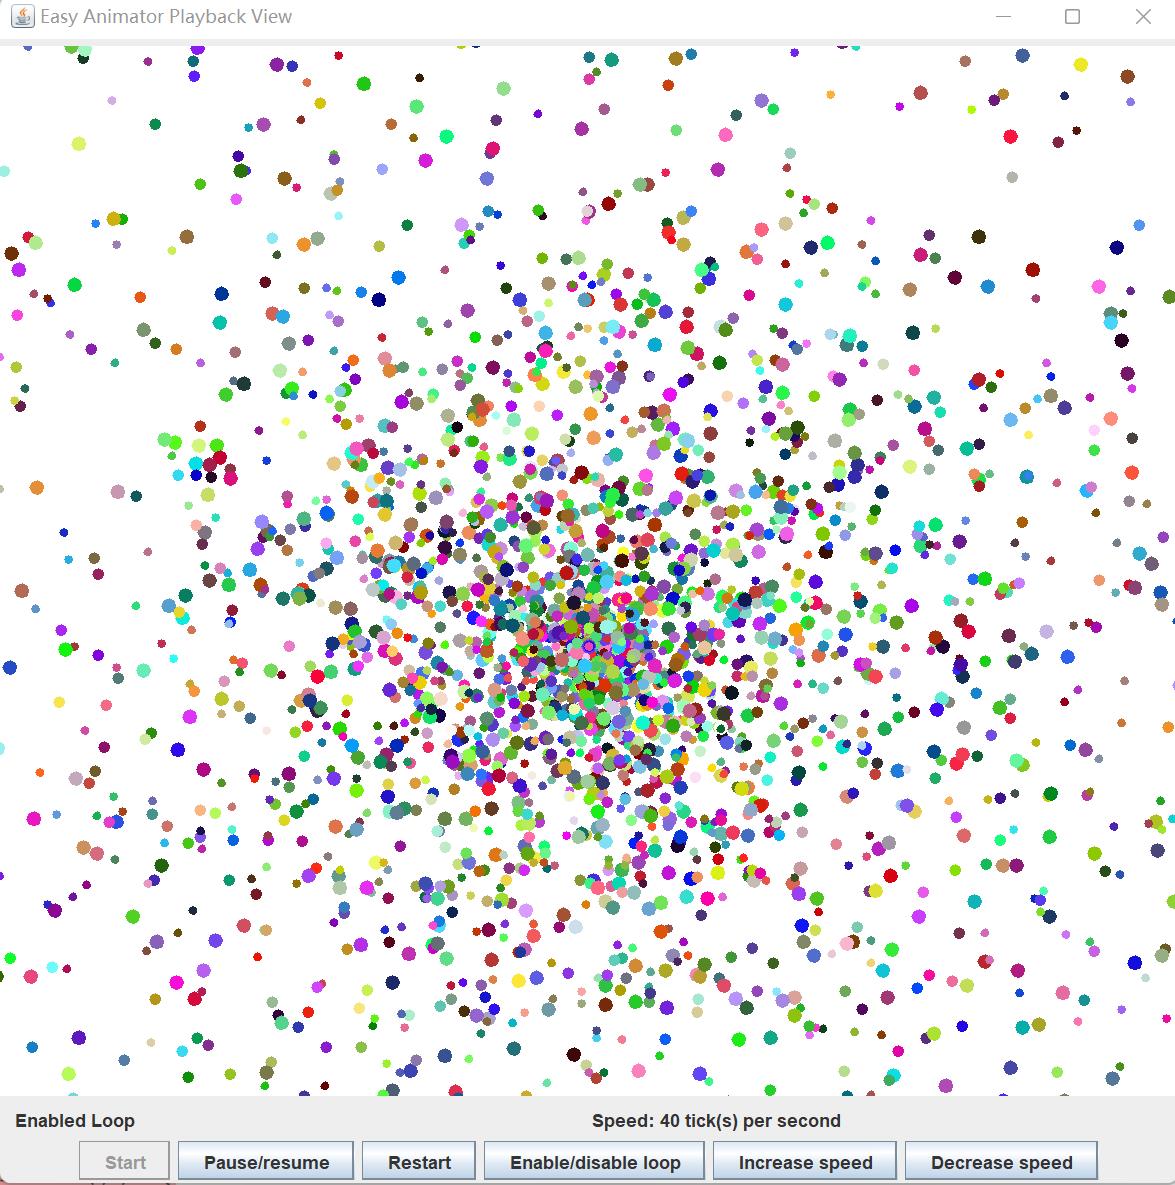 Easy Animator Playback View
Enabled Loop
Speed: 40 tick(s) per second
Start
Pause/resume
Restart
Enable/disable loop
Increase speed
Decrease speed